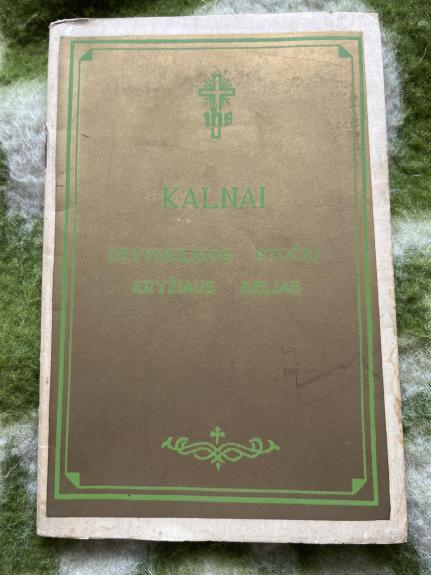 ihs
KALNAI
DEVYNIOLIKOS STOČIŲ
KRYŽIAUS KELIAS